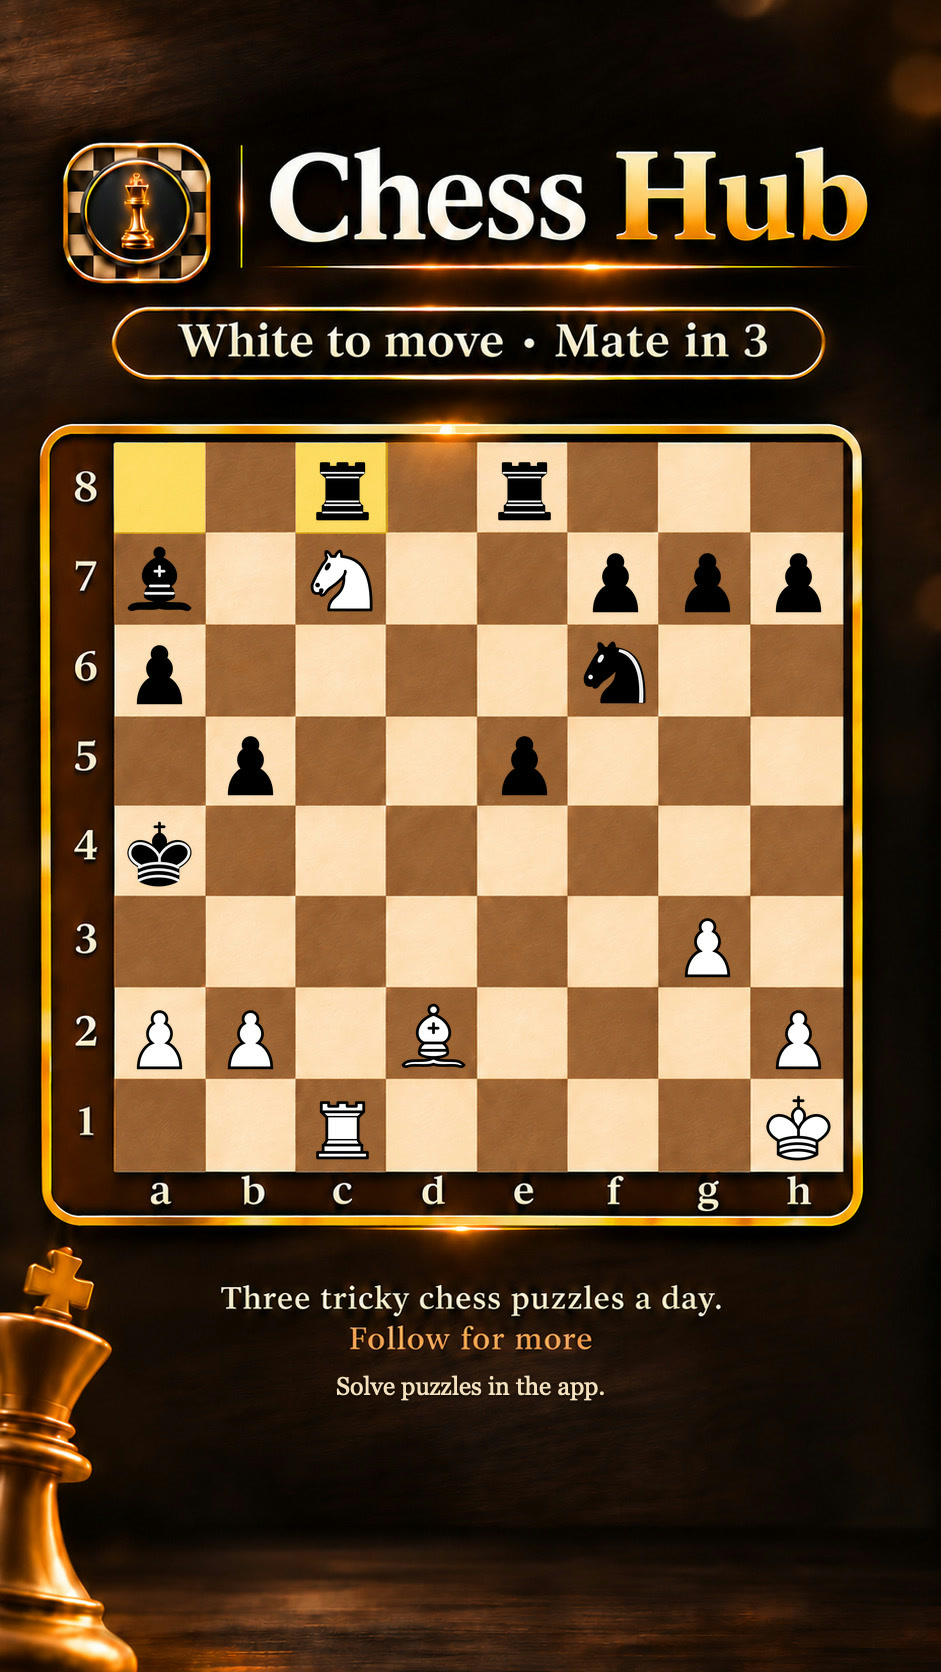 Chess Hub
White to move • Mate in 3
8
7
6
5
4
3
2
1
a b c d e f g h
Three tricky chess puzzles a day.
Follow for more
Solve puzzles in the app.